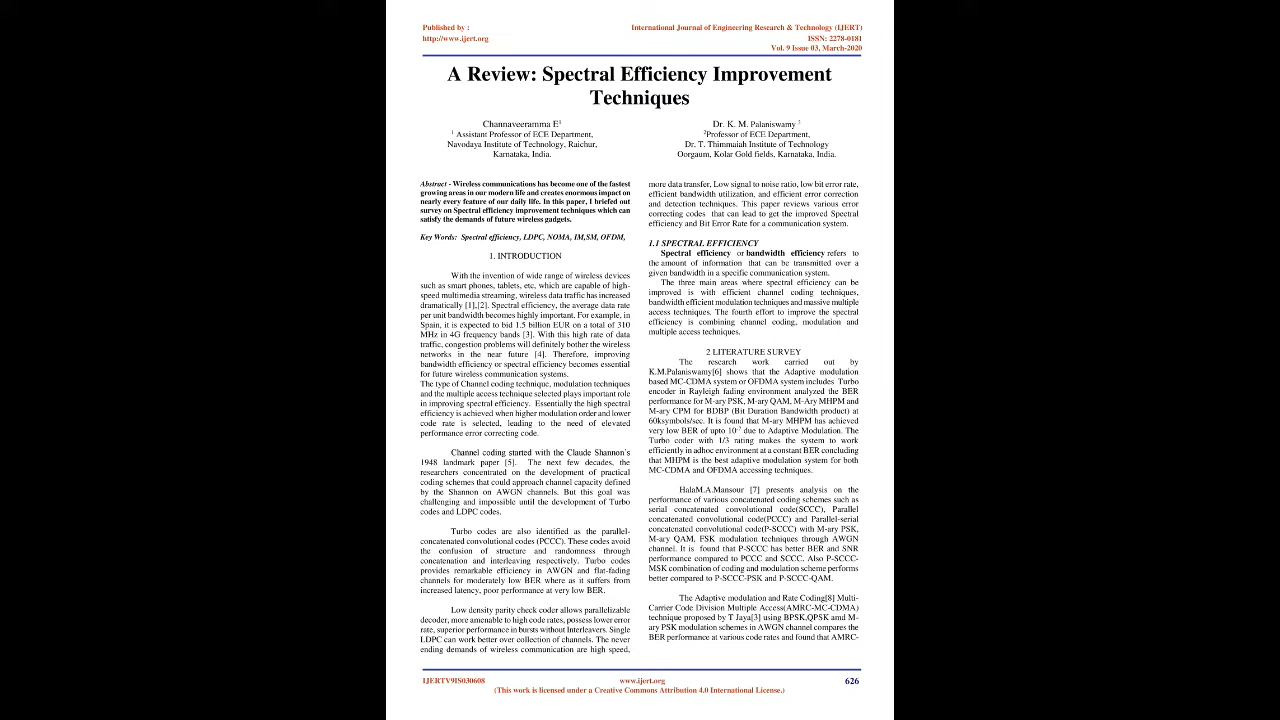 Published by :
International Journal of Engineering Research & Technology (IJERT)
http://www.ijert.org
ISSN: 2278-0181
Vol. 9 Issue 03, March-2020
A Review: Spectral Efficiency Improvement
Techniques
Channaveeramma E1
1 Assistant Professor of ECE Department,
Navodaya Institute of Technology, Raichur,
Karnataka, India.
Dr. K. M. Palaniswamy 2
2Professor of ECE Department,
Dr. T. Thimmaiah Institute of Technology
Oorgaum, Kolar Gold fields, Karnataka, India.
Abstract - Wireless communications has become one of the fastest
growing areas in our modern life and creates enormous impact on
nearly every feature of our daily life. In this paper, I briefed out
survey on Spectral efficiency improvement techniques which can
satisfy the demands of future wireless gadgets.
Key Words: Spectral efficiency, LDPC, NOMA, IM,SM, OFDM,
1. INTRODUCTION
With the invention of wide range of wireless devices
such as smart phones, tablets, etc, which are capable of high-
speed multimedia streaming, wireless data traffic has increased
dramatically [1],[2]. Spectral efficiency, the average data rate
per unit bandwidth becomes highly important. For example, in
Spain, it is expected to bid 1.5 billion EUR on a total of 310
MHz in 4G frequency bands [3]. With this high rate of data
traffic, congestion problems will definitely bother the wireless
networks in the near future [4]. Therefore, improving
bandwidth efficiency or spectral efficiency becomes essential
for future wireless communication systems.
The type of Channel coding technique, modulation techniques
and the multiple access technique selected plays important role
in improving spectral efficiency. Essentially the high spectral
efficiency is achieved when higher modulation order and lower
code rate is selected, leading to the need of elevated
performance error correcting code.
Channel coding started with the Claude Shannon's
1948 landmark paper [5]. The next few decades, the
researchers concentrated on the development of practical
coding schemes that could approach channel capacity defined
by the Shannon on AWGN channels. But this goal was
challenging and impossible until the development of Turbo
codes and LDPC codes.
Turbo codes are also identified as the parallel-
concatenated convolutional codes (PCCC). These codes avoid
the confusion of structure and randomness through
concatenation and interleaving respectively. Turbo codes
provides remarkable efficiency in AWGN and flat-fading
channels for moderately low BER where as it suffers from
increased latency, poor performance at very low BER.
Low density parity check coder allows parallelizable
decoder, more amenable to high code rates, possess lower error
rate, superior performance in bursts without Interleavers. Single
LDPC can work better over collection of channels. The never
ending demands of wireless communication are high speed,
more data transfer, Low signal to noise ratio, low bit error rate,
efficient bandwidth utilization, and efficient error correction
and detection techniques. This paper reviews various error
correcting codes that can lead to get the improved Spectral
efficiency and Bit Error Rate for a communication system.
1.1 SPECTRAL EFFICIENCY
Spectral efficiency or bandwidth efficiency refers to
the amount of information that can be transmitted over a
given bandwidth in a specific communication system.
The three main areas where spectral efficiency can be
improved is with efficient channel coding techniques,
bandwidth efficient modulation techniques and massive multiple
access techniques. The fourth effort to improve the spectral
efficiency is combining channel coding, modulation and
multiple access techniques.
2 LITERATURE SURVEY
The research work carried out by
K.M.Palaniswamy[6] shows that the Adaptive modulation
based MC-CDMA system or OFDMA system includes Turbo
encoder in Rayleigh fading environment analyzed the BER
performance for M-ary PSK, M-ary QAM, M-Ary MHPM and
M-ary CPM for BDBP (Bit Duration Bandwidth product) at
60ksymbols/sec. It is found that M-ary MHPM has achieved
very low BER of upto 10-7 due to Adaptive Modulation. The
Turbo coder with 1/3 rating makes the system to work
efficiently in adhoc environment at a constant BER concluding
that MHPM is the best adaptive modulation system for both
MC-CDMA and OFDMA accessing techniques.
HalaM.A.Mansour [7] presents analysis on the
performance of various concatenated coding schemes such as
serial concatenated convolutional code(SCCC), Parallel
concatenated convolutional code(PCCC) and Parallel-serial
concatenated convolutional code(P-SCCC) with M-ary PSK,
M-ary QAM, FSK modulation techniques through AWGN
channel. It is found that P-SCCC has better BER and SNR
performance compared to PCCC and SCCC. Also P-SCCC-
MSK combination of coding and modulation scheme performs
better compared to P-SCCC-PSK and P-SCCC-QAM.
The Adaptive modulation and Rate Coding[8] Multi-
Carrier Code Division Multiple Access(AMRC-MC-CDMA)
technique proposed by T Jaya[3] using BPSK,QPSK amd M-
ary PSK modulation schemes in AWGN channel compares the
BER performance at various code rates and found that AMRC-
IJERTV9IS030608
www.ijert.org
626
(This work is licensed under a Creative Commons Attribution 4.0 International License.)